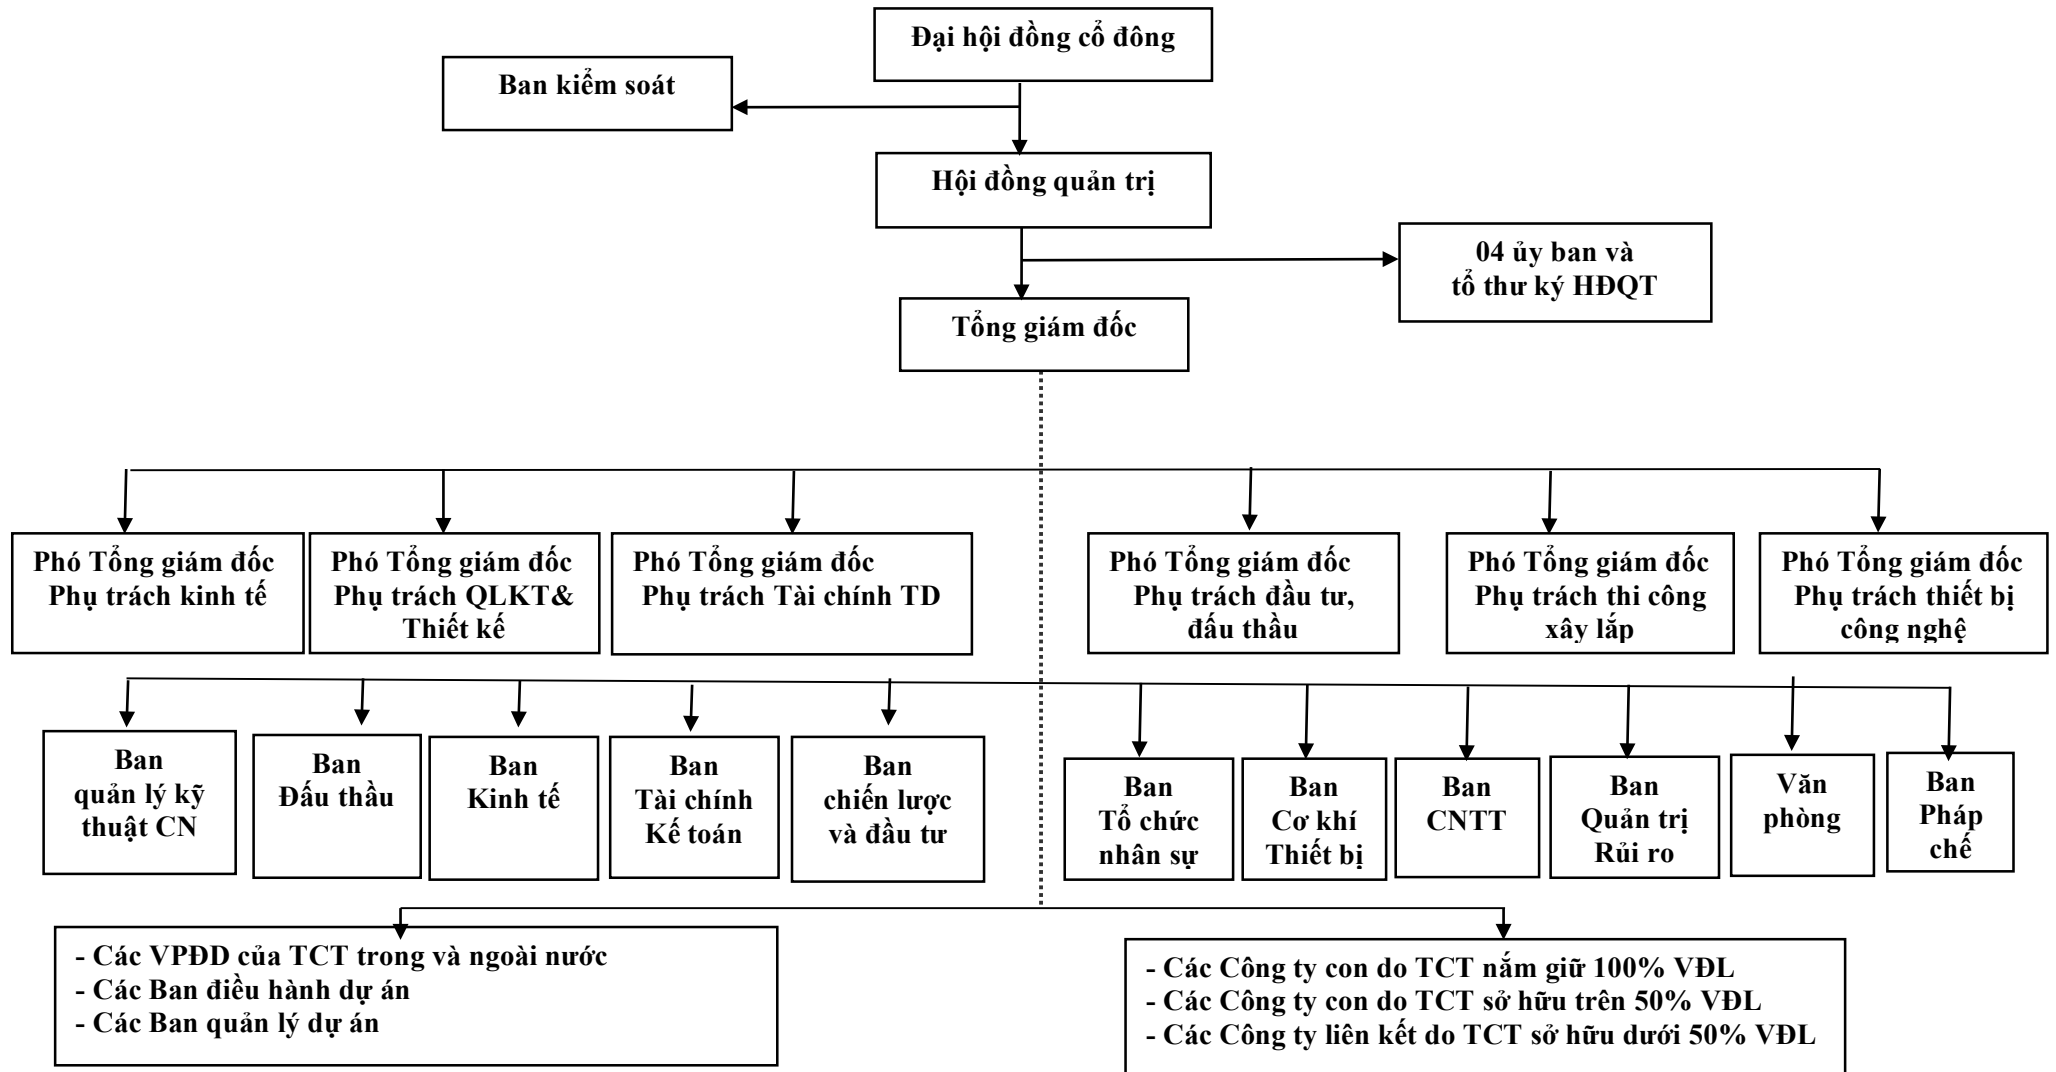 Đại hội đồng cổ đông
Ban kiểm soát
Hội đồng quản trị
04 ủy ban và
tổ thư ký HĐQT
Tổng giám đốc
Phó Tổng giám đốc
Phụ trách kinh tế
Phó Tổng giám đốc
Phụ trách QLKT&
Thiết kế
Phó Tổng giám đốc
Phụ trách Tài chính TD
Phó Tổng giám đốc
Phụ trách đầu tư,
đấu thầu
Phó Tổng giám đốc
Phụ trách thi công
xây lắp
Phó Tổng giám đốc
Phụ trách thiết bị
công nghệ
Ban
quản lý kỹ
thuật CN
Ban
Đấu thầu
Ban
Kinh tế
Ban
Tài chính
Kế toán
Ban
chiến lược
và đầu tư
Ban
Tổ chức
nhân sự
Ban
Cơ khí
Thiết bị
Ban
CNTT
Ban
Quản trị
Rủi ro
Văn
phòng
Ban
Pháp
chế
- Các VPĐD của TCT trong và ngoài nước
- Các Ban điều hành dự án
- Các Ban quản lý dự án
- Các Công ty con do TCT nắm giữ 100% VĐL
- Các Công ty con do TCT sở hữu trên 50% VĐL
- Các Công ty liên kết do TCT sở hữu dưới 50% VĐL